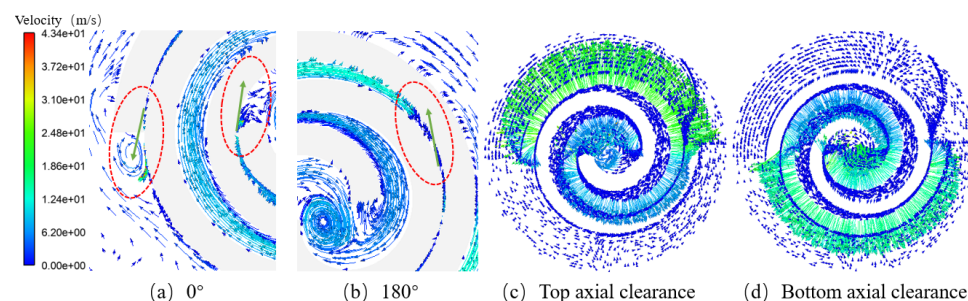 Velocity（m/s）
4.34e+01
3.72e+01
3.10e+01
2.48e+01
1.86e+01
1.24e+01
6.20e+00
0.00e+00
（a）0°
（b）180°
（c）Top axial clearance
（d）Bottom axial clearance